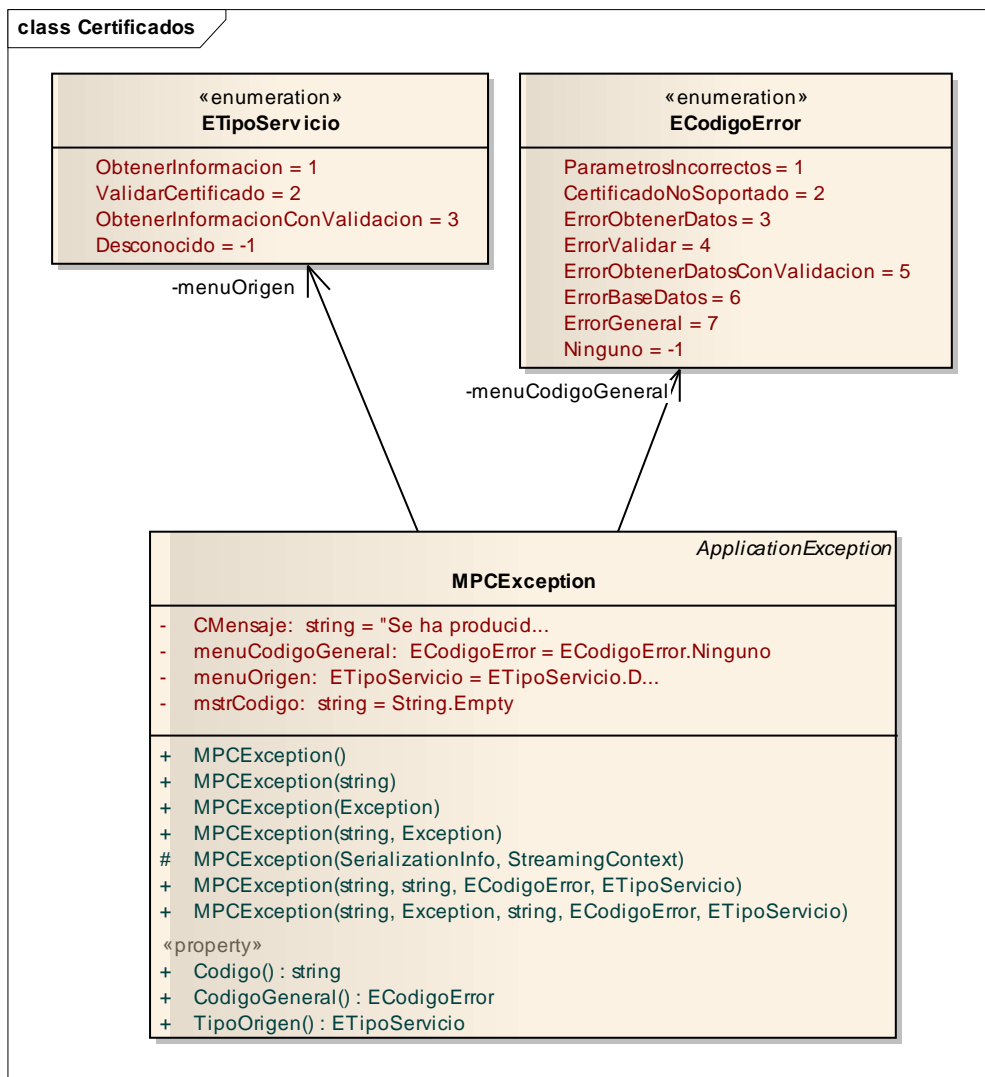 class Certificados
«enumeration»
ETipoServicio
ObtenerInformacion = 1
ValidarCertificado = 2
ObtenerInformacionConValidacion = 3
Desconocido = -1
«enumeration»
ECodigoError
ParametrosIncorrectos = 1
CertificadoNoSoportado = 2
ErrorObtenerDatos = 3
ErrorValidar = 4
ErrorObtenerDatosConValidacion = 5
ErrorBaseDatos = 6
ErrorGeneral = 7
Ninguno = -1
-menuOrigen
-menuCodigoGeneral
ApplicationException
MPCException
- CMensaje: string = "Se ha producid...
- menuCodigoGeneral: ECodigoError = ECodigoError.Ninguno
- menuOrigen: ETipoServicio = ETipoServicio.D...
- mstrCodigo: string = String.Empty
+ MPCException()
+ MPCException(string)
+ MPCException(Exception)
+ MPCException(string, Exception)
# MPCException(SerializationInfo, StreamingContext)
+ MPCException(string, string, ECodigoError, ETipoServicio)
+ MPCException(string, Exception, string, ECodigoError, ETipoServicio)
«property»
+ Codigo() : string
+ CodigoGeneral() : ECodigoError
+ TipoOrigen() : ETipoServicio